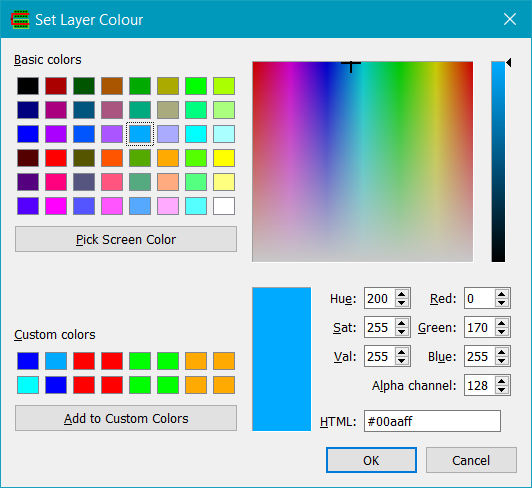 Set Layer Colour
Basic colors
Pick Screen Color
Custom colors
Add to Custom Colors
Hue: 200 Red: 0
Sat: 255 Green: 170
Val: 255 Blue: 255
Alpha channel: 128
HTML: #00aaff
OK Cancel